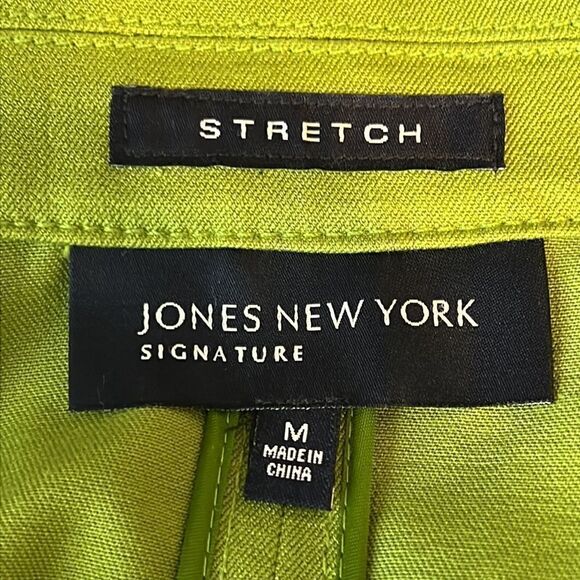 STRETCH
JONES NEW YORK
SIGNATURE
M
MADE IN
CHINA